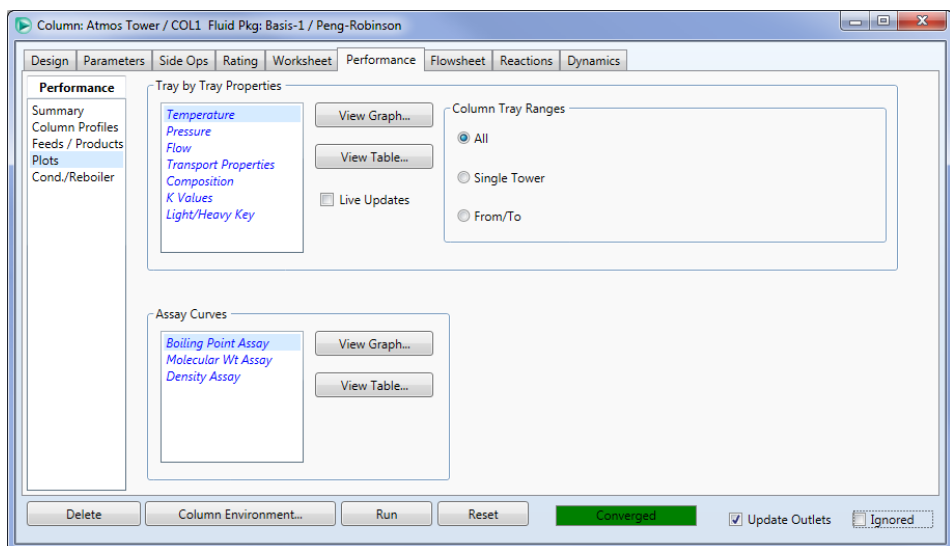 Column: Atmos Tower / COL1 Fluid Pkg: Basis-1 / Peng-Robinson
Design Parameters Side Ops Rating Worksheet Performance Flowsheet Reactions Dynamics
Performance
Summary
Column Profiles
Feeds / Products
Plots
Cond./Reboiler
Tray by Tray Properties
Temperature
Pressure
Flow
Transport Properties
Composition
K Values
Light/Heavy Key
View Graph...
View Table...
Live Updates
Column Tray Ranges
All
Single Tower
From/To
Assay Curves
Boiling Point Assay
Molecular Wt Assay
Density Assay
View Graph...
View Table...
Delete Column Environment... Run Reset Converged Update Outlets Ignored